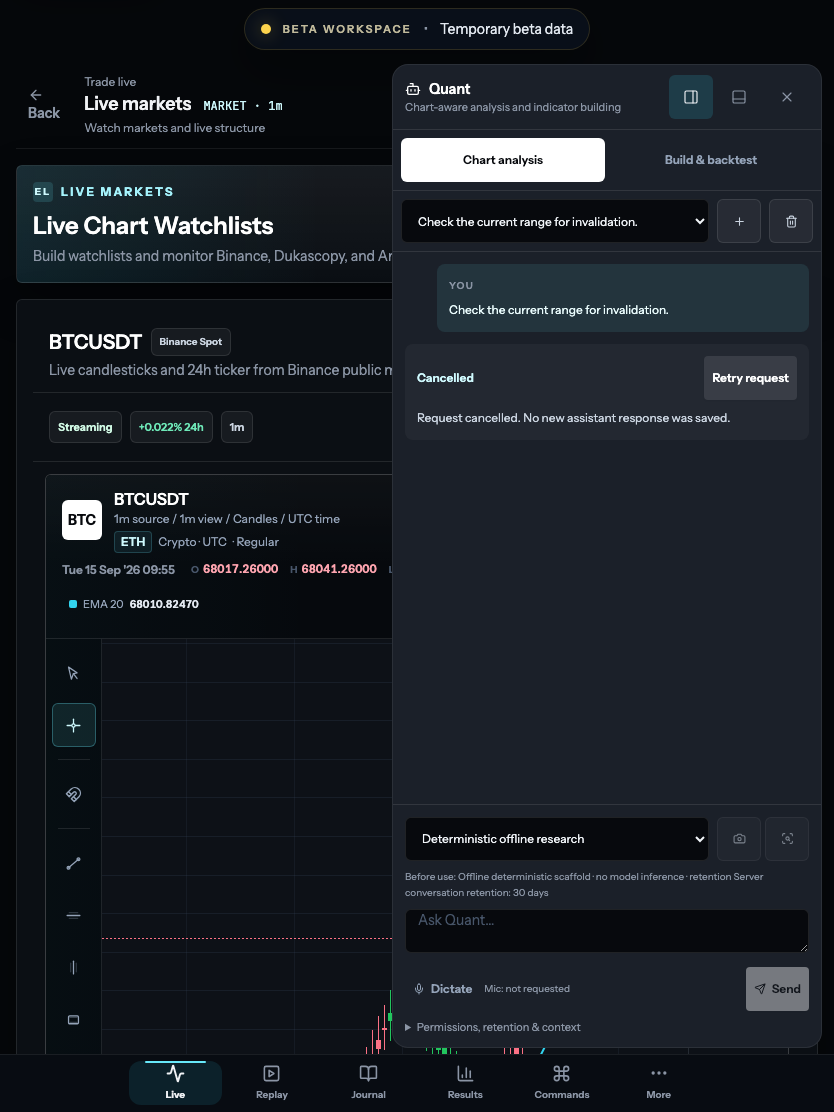 BETA WORKSPACE · Temporary beta data
Back
Trade live
Live markets MARKET · 1m
Watch markets and live structure
EL LIVE MARKETS
Live Chart Watchlists
Build watchlists and monitor Binance, Dukascopy, and
BTCUSDT Binance Spot
Live candlesticks and 24h ticker from Binance public
Streaming +0.022% 24h 1m
BTC
BTCUSDT
1m source / 1m view / Candles / UTC time
ETH Crypto · UTC · Regular
Tue 15 Sep '26 09:55 O 68017.26000 H 68041.26000
EMA 20 68010.82470
Quant
Chart-aware analysis and indicator building
Chart analysis Build & backtest
Check the current range for invalidation.
YOU
Check the current range for invalidation.
Cancelled Retry request
Request cancelled. No new assistant response was saved.
Deterministic offline research
Before use: Offline deterministic scaffold · no model inference · retention Server
conversation retention: 30 days
Ask Quant...
Dictate Mic: not requested Send
Permissions, retention & context
Live Replay Journal Results Commands More